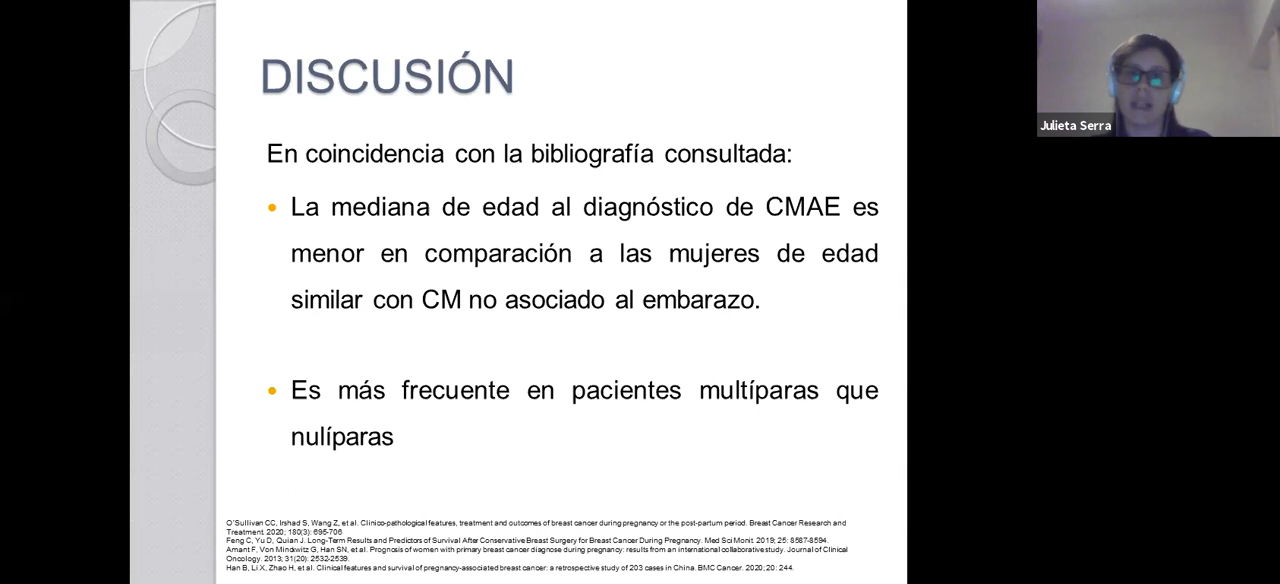 DISCUSIÓN
En coincidencia con la bibliografía consultada:
La mediana de edad al diagnóstico de CMAE es
menor en comparación a las mujeres de edad
similar con CM no asociado al embarazo.
Es más frecuente en pacientes multíparas que
nulíparas
O'Sullivan CC, Irshad S, Wang Z, et al. Clinico-pathological features, treatment and outcomes of breast cancer during pregnancy or the post-partum period. Breast Cancer Research and
Treatment. 2020; 180(3): 695-706
Feng C, Yu D, Quian J. Long-Term Results and Predictors of Survival After Conservative Breast Surgery for Breast Cancer During Pregnancy. Med Sci Monit. 2019; 25: 8587-8594.
Amant F, Von Minckwitz G, Han SN, et al. Prognosis of women with primary breast cancer diagnose during pregnancy: results from an international collaborative study. Journal of Clinical
Oncology. 2013; 31(20): 2532-2539.
Han B, Li X, Zhao H, et al. Clinical features and survival of pregnancy-associated breast cancer: a retrospective study of 203 cases in China. BMC Cancer. 2020; 20: 244.
Julieta Serra